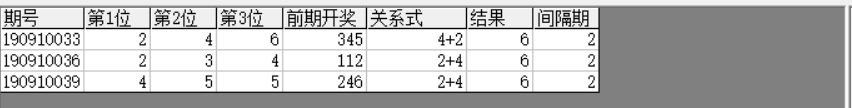 期号 第1位 第2位 第3位 前期开奖 关系式 结果 间隔期
190910033 2 4 6 345 4+2 6 2
190910036 2 3 4 112 2+4 6 2
190910039 4 5 5 246 2+4 6 2